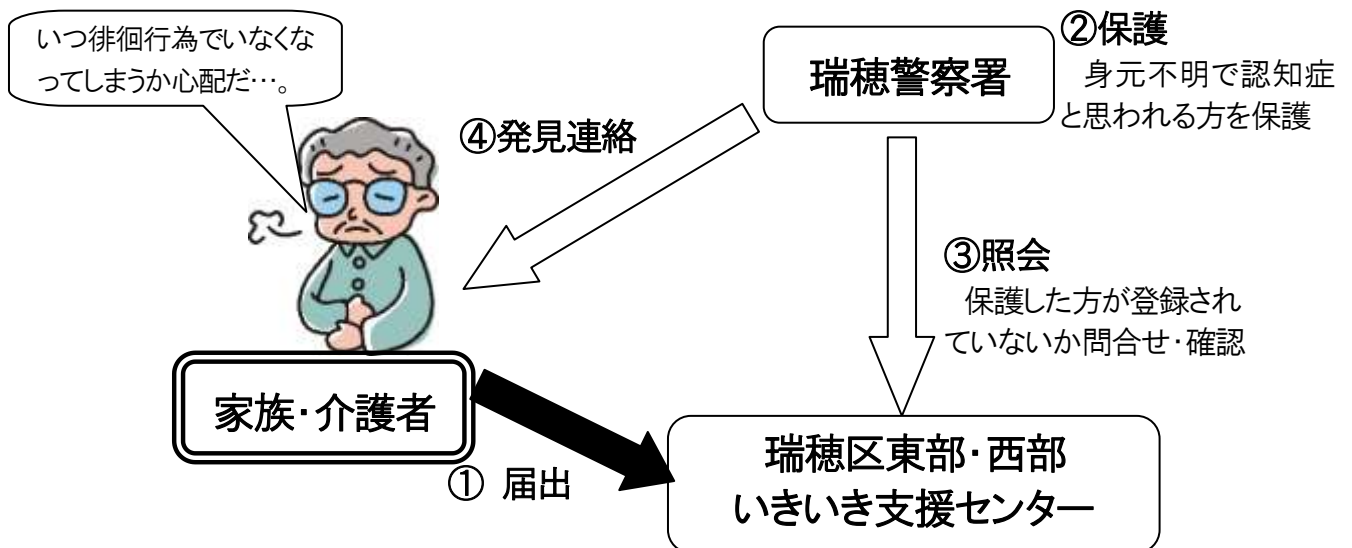 いつ徘徊行為でいなくな
ってしまうか心配だ…。
瑞穂警察署
②保護
身元不明で認知症
と思われる方を保護
④発見連絡
③照会
保護した方が登録され
ていないか問合せ・確認
家族・介護者
① 届出
瑞穂区東部・西部
いきいき支援センター